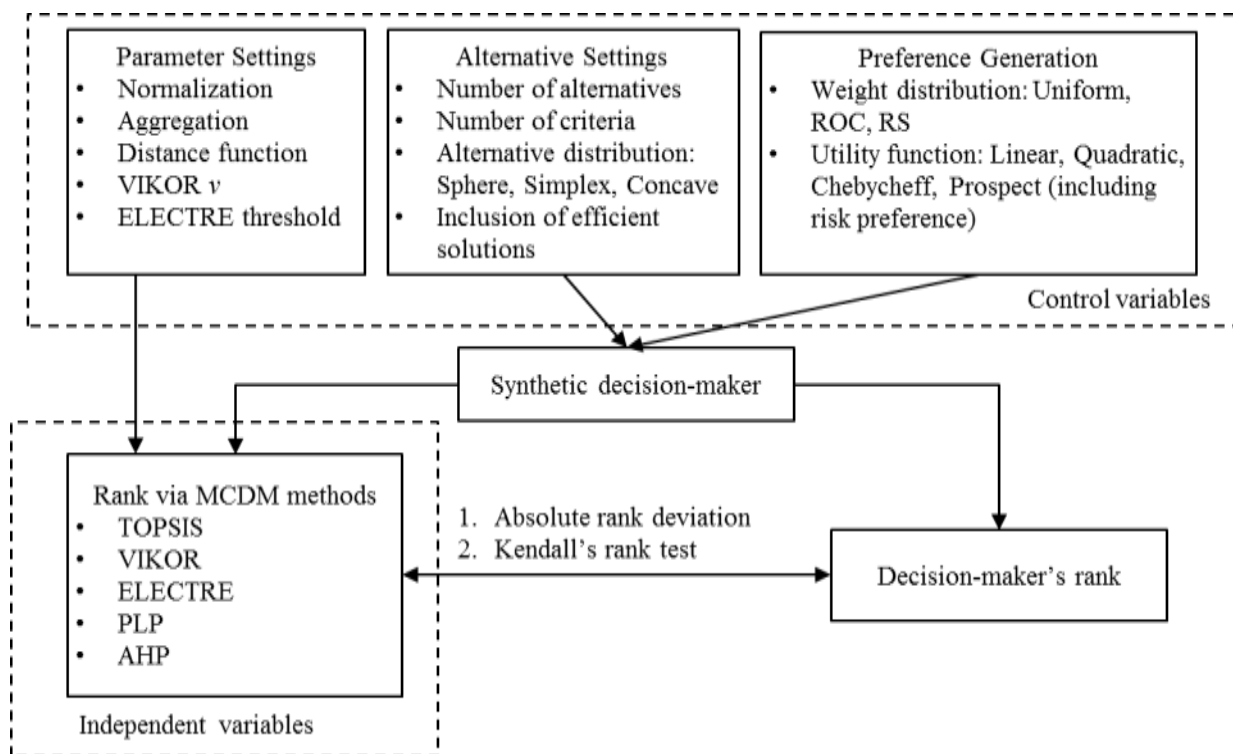 Parameter Settings
• Normalization
• Aggregation
• Distance function
• VIKOR v
• ELECTRE threshold
Alternative Settings
• Number of alternatives
• Number of criteria
• Alternative distribution:
Sphere, Simplex, Concave
• Inclusion of efficient
solutions
Preference Generation
• Weight distribution: Uniform,
ROC, RS
• Utility function: Linear, Quadratic,
Chebycheff, Prospect (including
risk preference)
Control variables
Synthetic decision-maker
Rank via MCDM methods
• TOPSIS
• VIKOR
• ELECTRE
• PLP
• AHP
Independent variables
1. Absolute rank deviation
2. Kendall’s rank test
Decision-maker’s rank